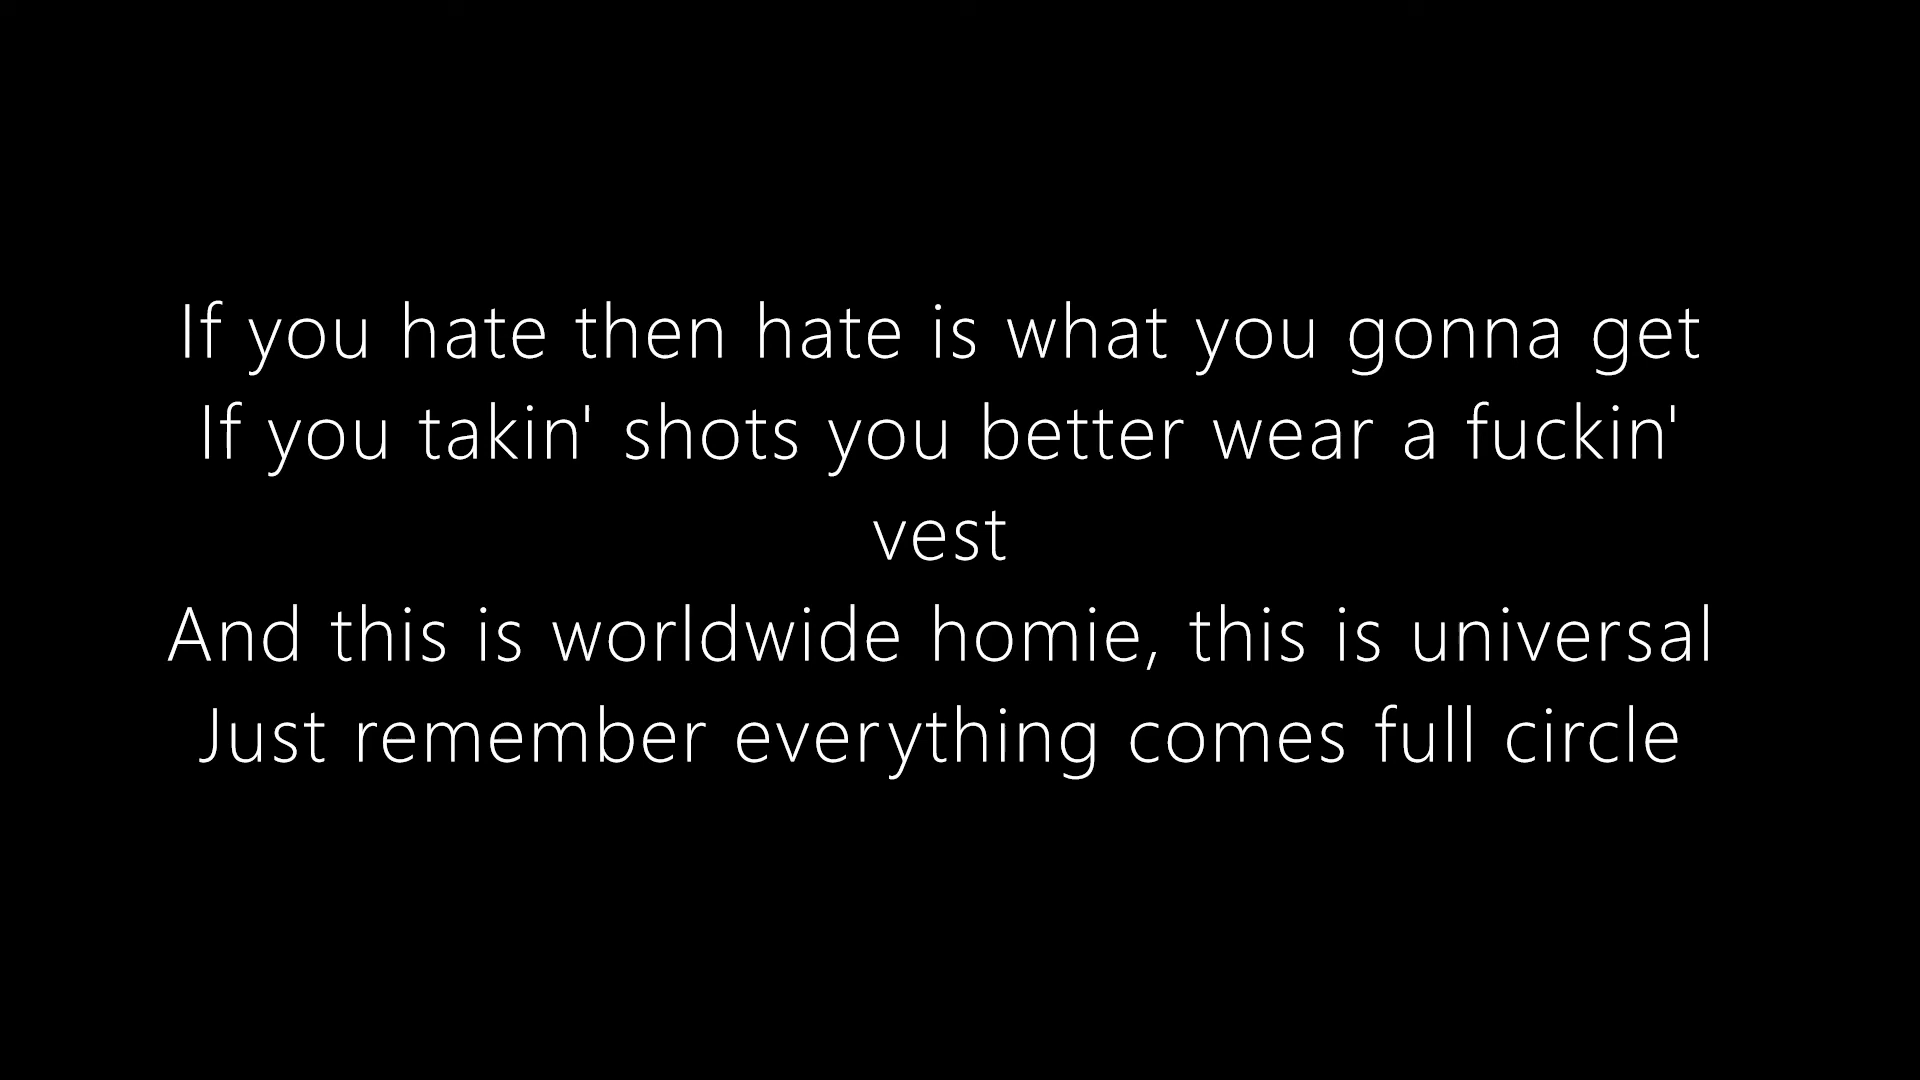 If you hate then hate is what you gonna get
If you takin' shots you better wear a fuckin'
vest
And this is worldwide homie, this is universal
Just remember everything comes full circle